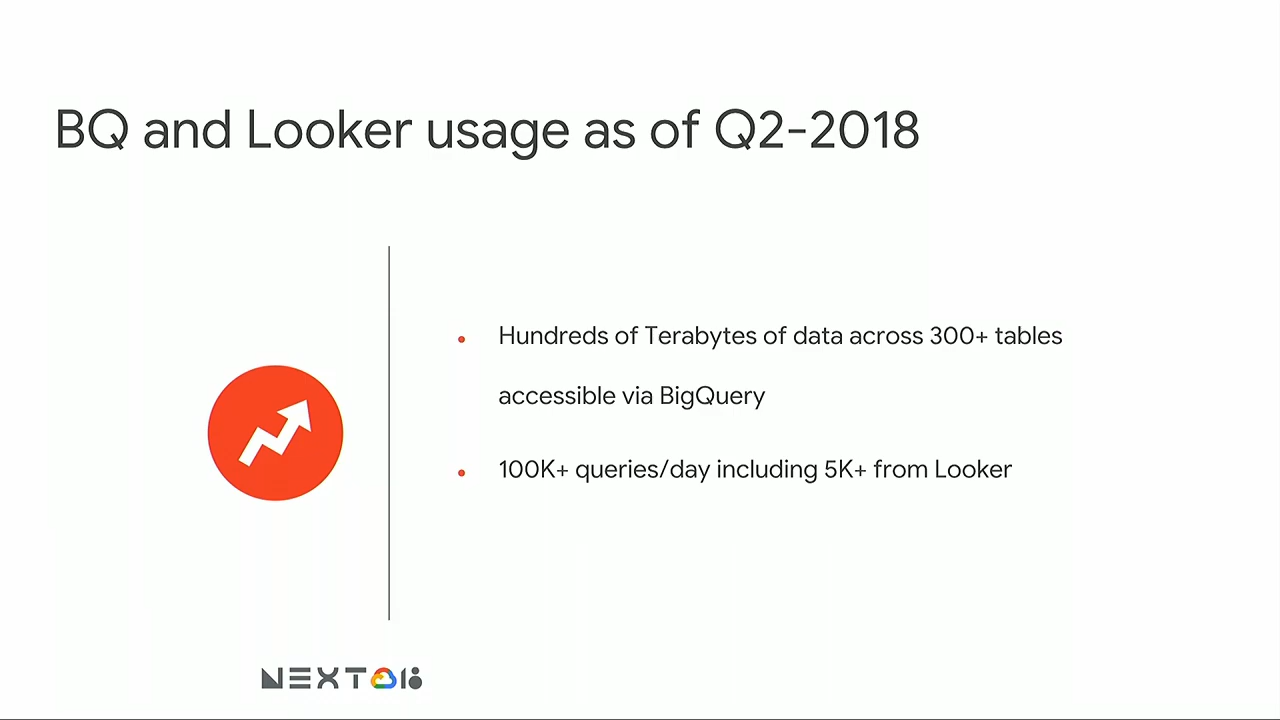 BQ and Looker usage as of Q2-2018
Hundreds of Terabytes of data across 300+ tables
accessible via BigQuery
100K+ queries/day including 5K+ from Looker
NEXT 18